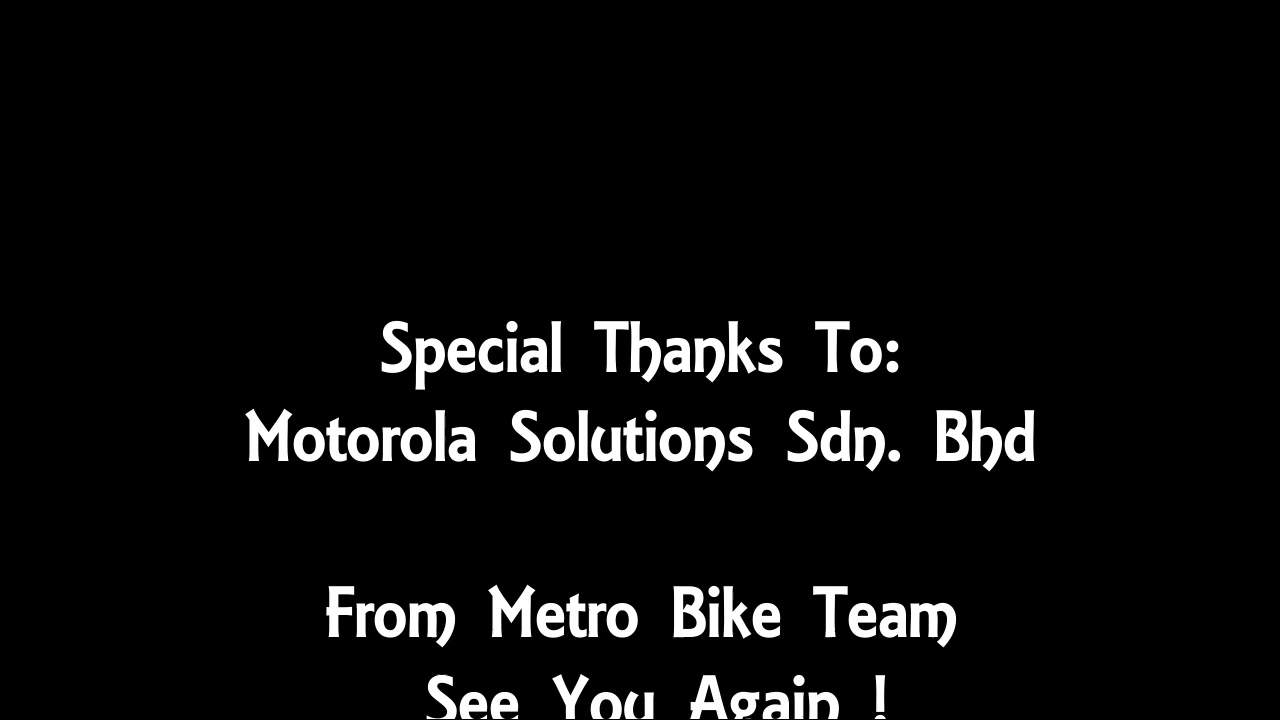 Special Thanks To:
Motorola Solutions Sdn. Bhd
From Metro Bike Team
See You Again !